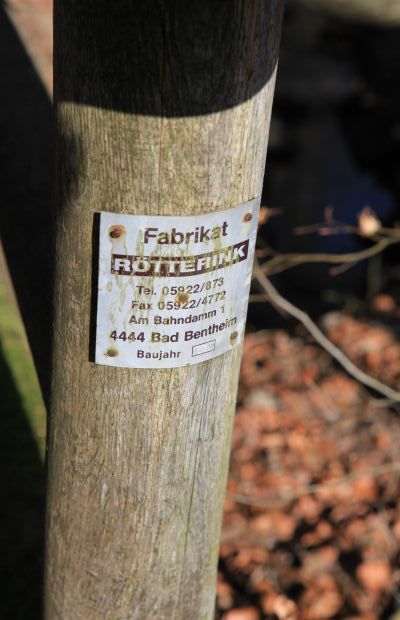 Fabrikat
RÖTTERINK
Tel. 05922/873
Fax 05922/4772
Am Bahndamm 1
4444 Bad Bentheim
Baujahr